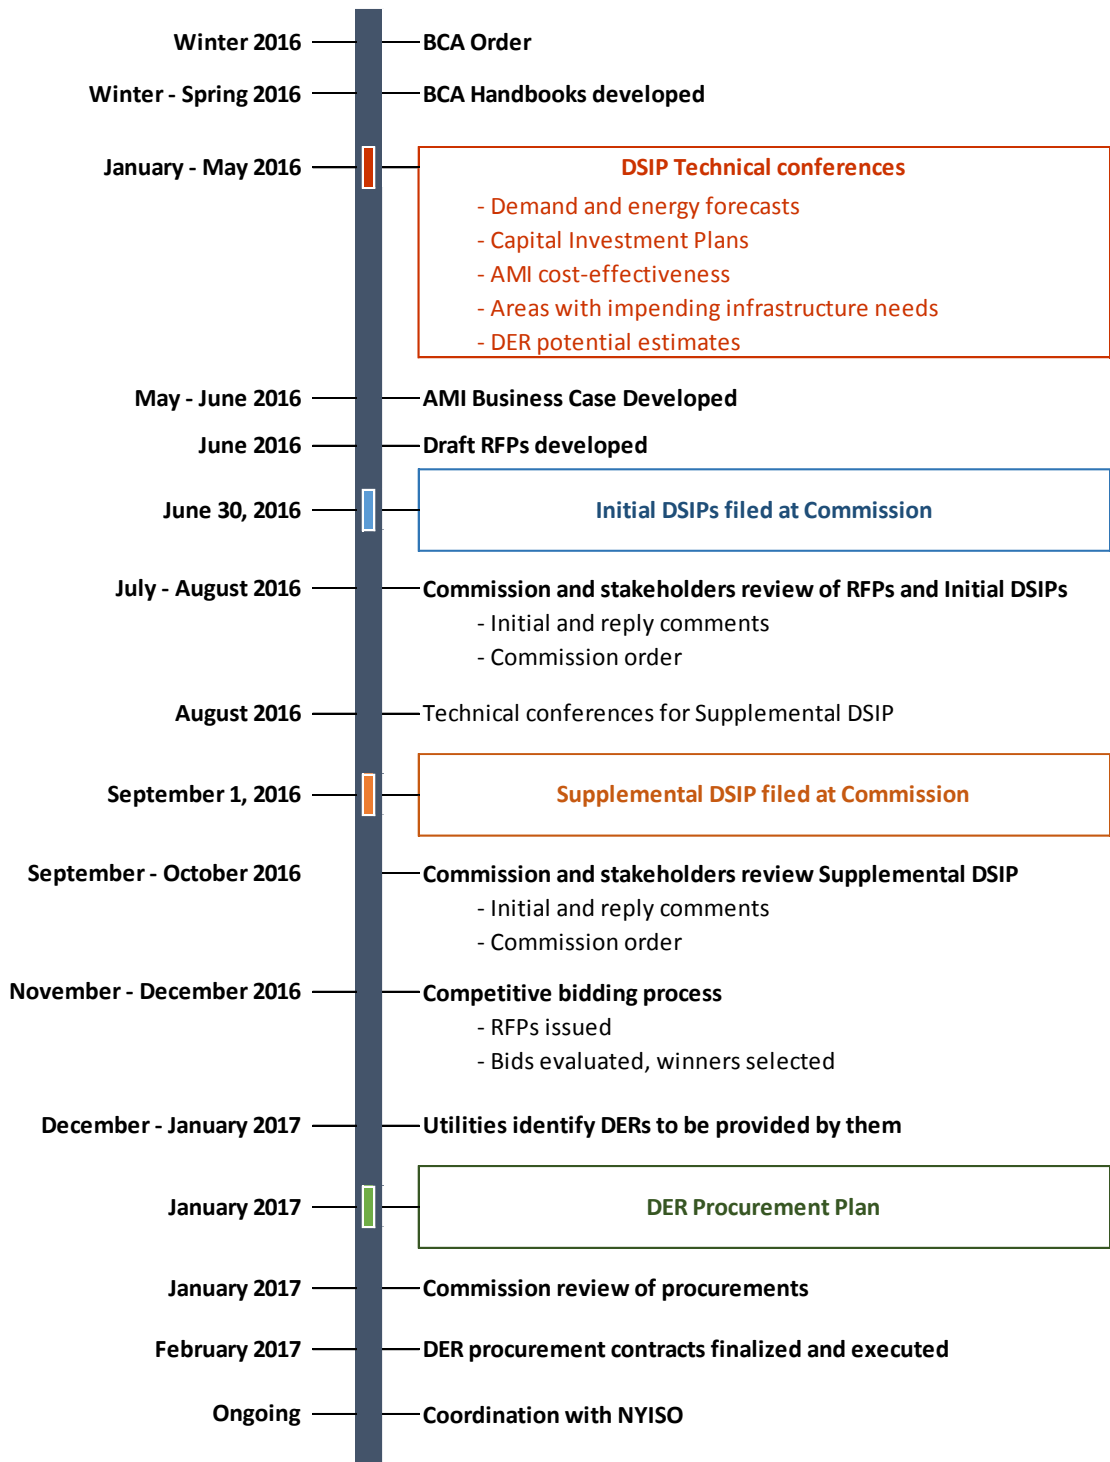 Winter 2016 BCA Order
Winter - Spring 2016 BCA Handbooks developed
January - May 2016 DSIP Technical conferences
- Demand and energy forecasts
- Capital Investment Plans
- AMI cost-effectiveness
- Areas with impending infrastructure needs
- DER potential estimates
May - June 2016 AMI Business Case Developed
June 2016 Draft RFPs developed
June 30, 2016 Initial DSIPs filed at Commission
July - August 2016 Commission and stakeholders review of RFPs and Initial DSIPs
- Initial and reply comments
- Commission order
August 2016 Technical conferences for Supplemental DSIP
September 1, 2016 Supplemental DSIP filed at Commission
September - October 2016 Commission and stakeholders review Supplemental DSIP
- Initial and reply comments
- Commission order
November - December 2016 Competitive bidding process
- RFPs issued
- Bids evaluated, winners selected
December - January 2017 Utilities identify DERs to be provided by them
January 2017 DER Procurement Plan
January 2017 Commission review of procurements
February 2017 DER procurement contracts finalized and executed
Ongoing Coordination with NYISO